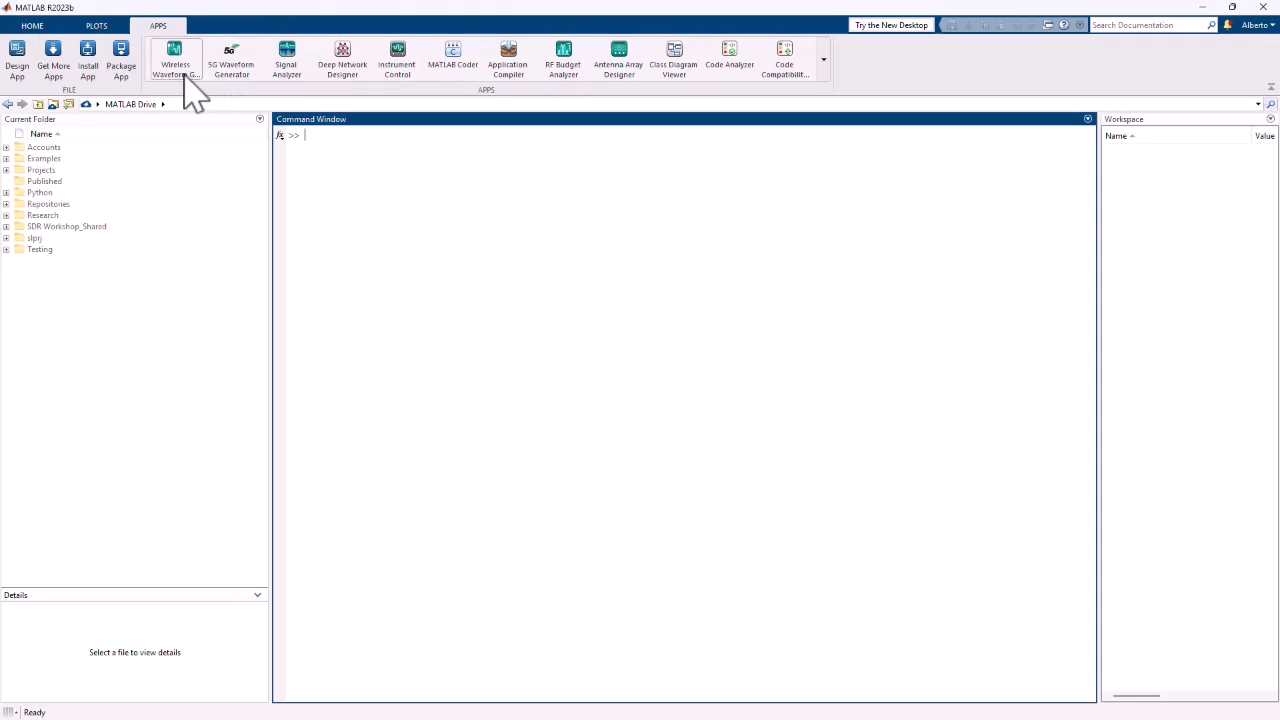 MATLAB R2023b
HOME
PLOTS
APPS
Try the New Desktop
Search Documentation
Alberto
Design App
Get More Apps
Install App
Package App
Wireless Waveform G...
5G Waveform Generator
Signal Analyzer
Deep Network Designer
Instrument Control
MATLAB Coder
Application Compiler
RF Budget Analyzer
Antenna Array Designer
Class Diagram Viewer
Code Analyzer
Code Compatibilit...
FILE
APPS
MATLAB Drive
Current Folder
Name
Accounts
Examples
Projects
Published
Python
Repositories
Research
SDR Workshop_Shared
slprj
Testing
Details
Select a file to view details
Command Window
fx >>
Workspace
Name
Value
Ready